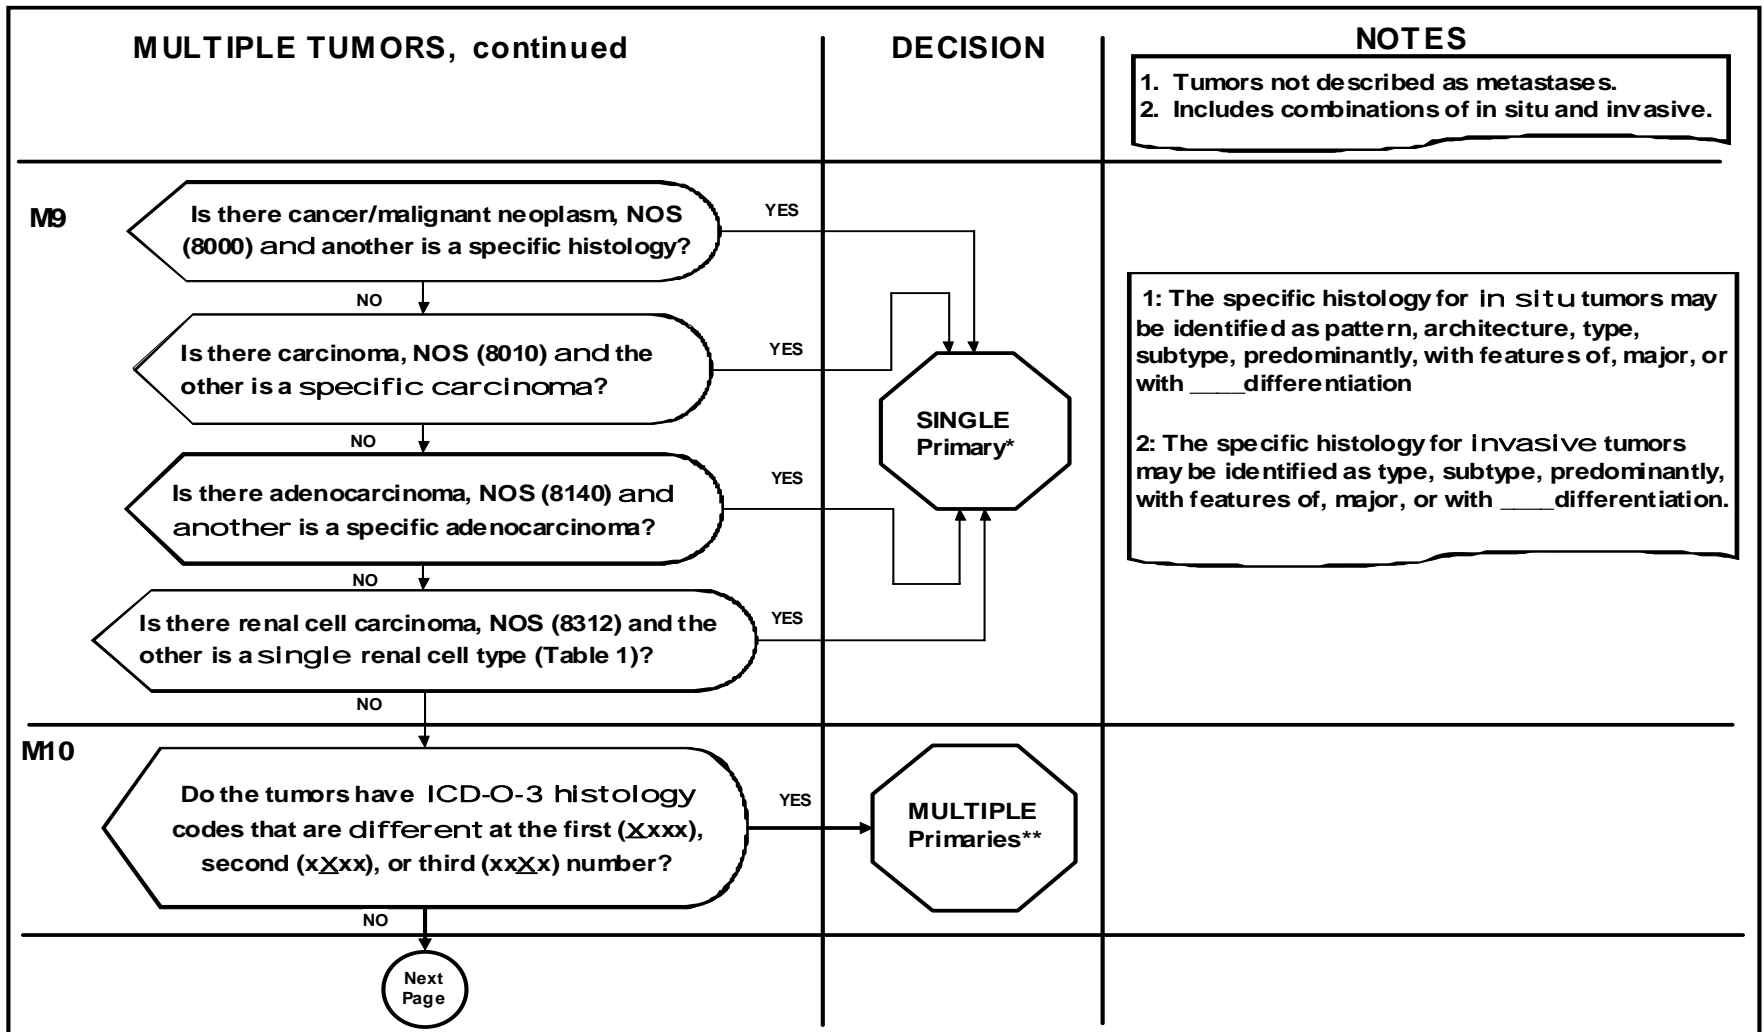 MULTIPLE TUMORS, continued
DECISION
NOTES
1. Tumors not described as metastases.
2. Includes combinations of in situ and invasive.
M9
Is there cancer/malignant neoplasm, NOS
(8000) and another is a specific histology?
YES
NO
Is there carcinoma, NOS (8010) and the
other is a specific carcinoma?
YES
NO
Is there adenocarcinoma, NOS (8140) and
another is a specific adenocarcinoma?
YES
NO
Is there renal cell carcinoma, NOS (8312) and the
other is a single renal cell type (Table 1)?
YES
NO
SINGLE
Primary*
1: The specific histology for in situ tumors may
be identified as pattern, architecture, type,
subtype, predominantly, with features of, major, or
with ____differentiation
2: The specific histology for invasive tumors
may be identified as type, subtype, predominantly,
with features of, major, or with ____differentiation.
M10
Do the tumors have ICD-O-3 histology
codes that are different at the first (Xxxx),
second (xXxx), or third (xxXx) number?
YES
NO
MULTIPLE
Primaries**
Next
Page